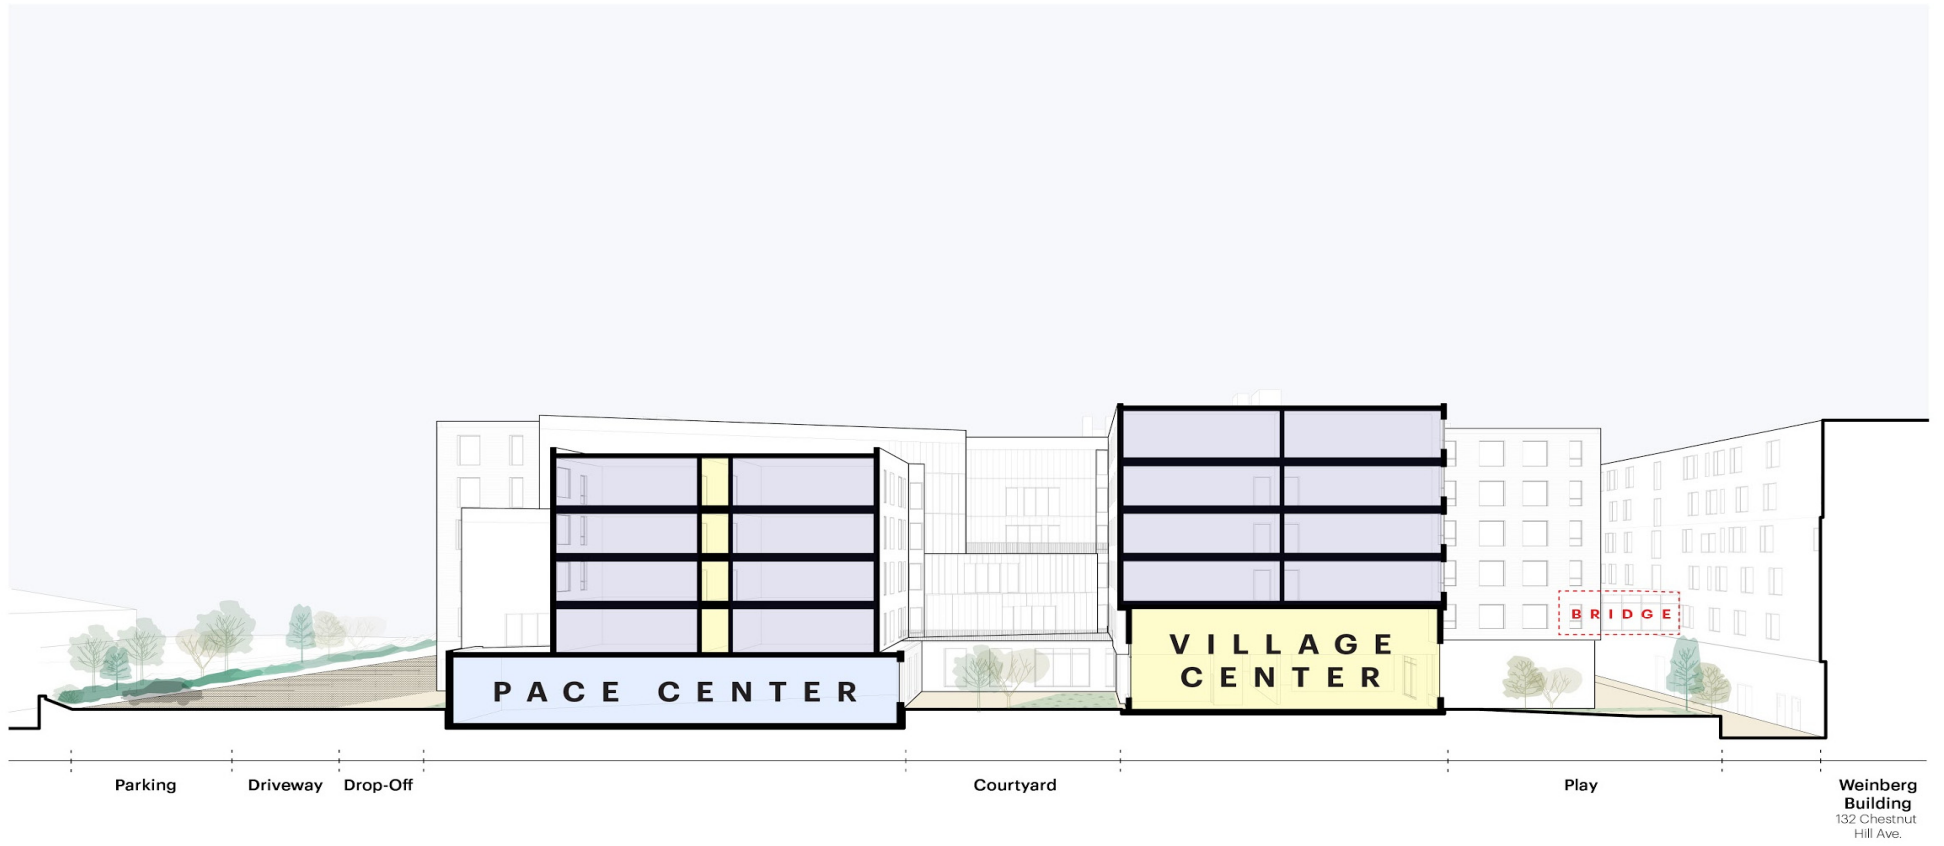 PACE CENTER
VILLAGE
CENTER
BRIDGE
Parking
Driveway
Drop-Off
Courtyard
Play
Weinberg
Building
132 Chestnut
Hill Ave.